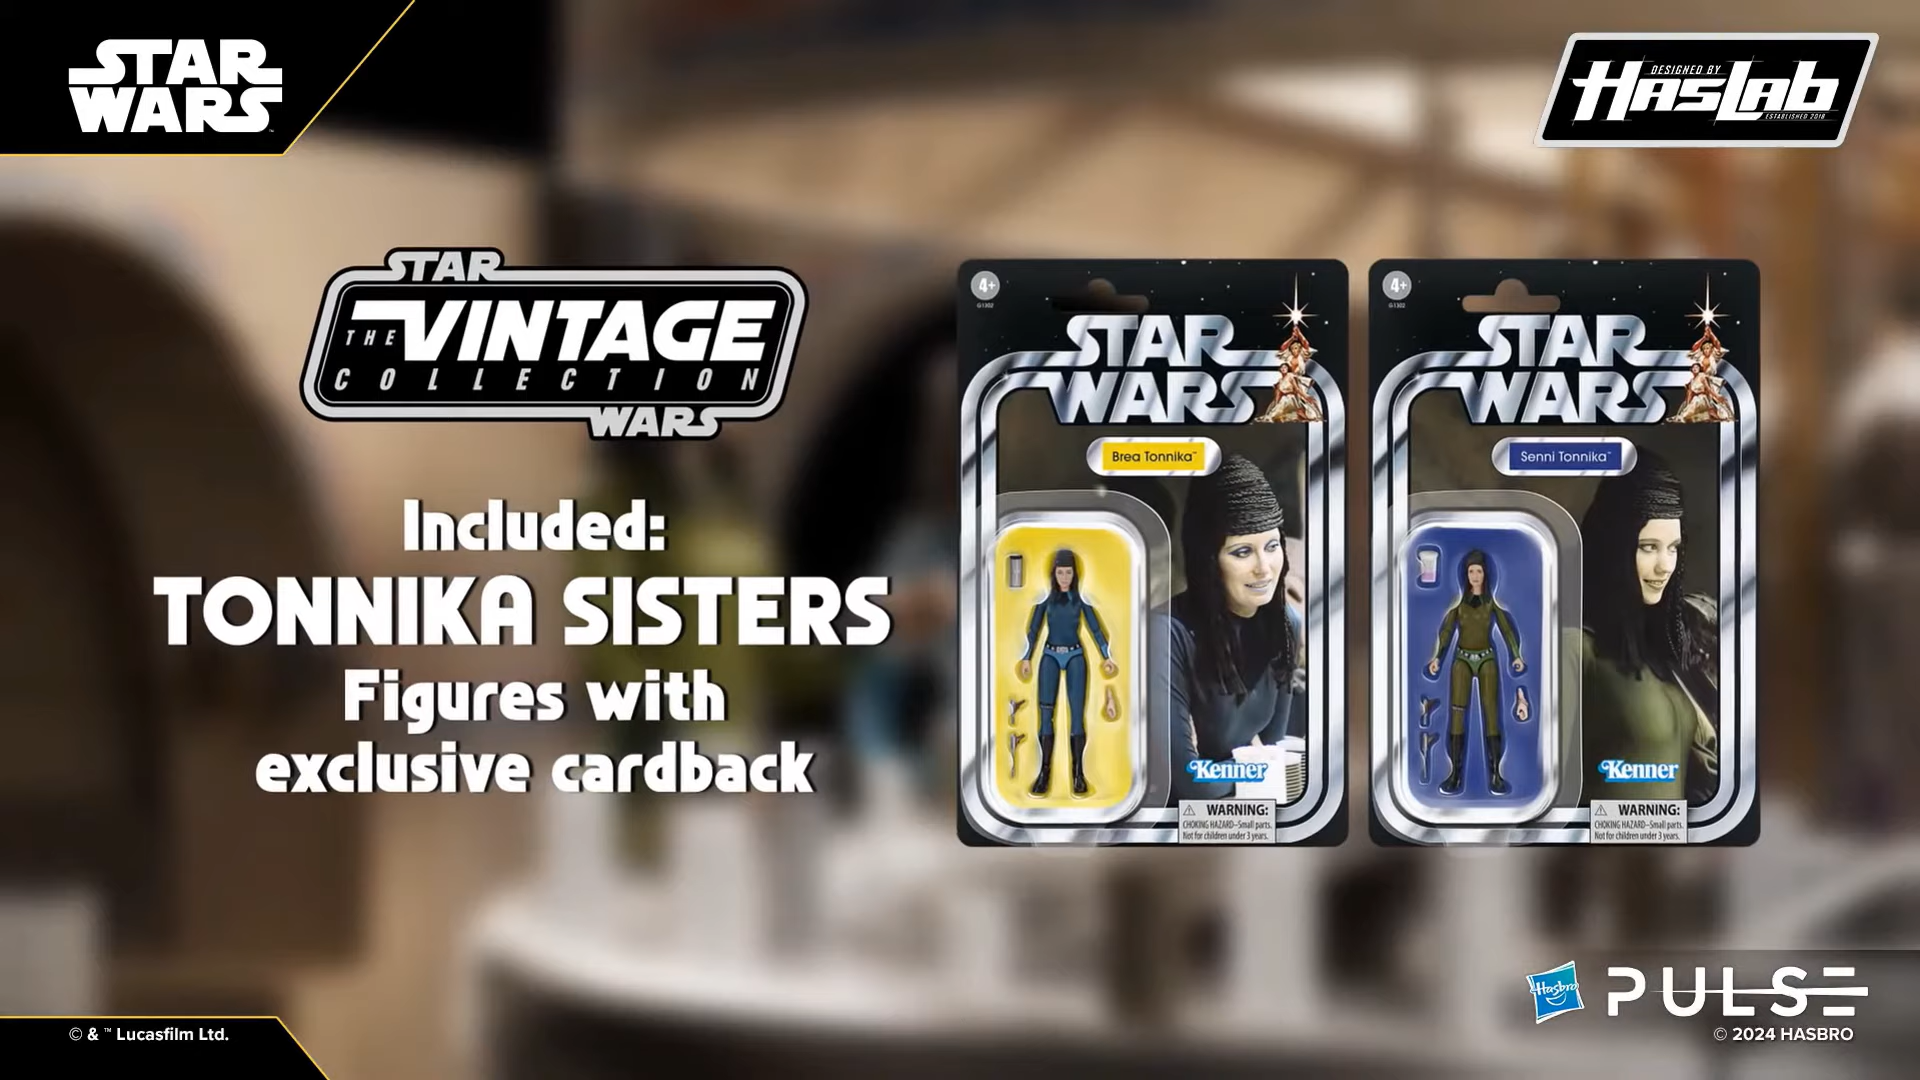 STAR
WARS
DESIGNED BY
HASLAB
ESTABLISHED 2018
STAR
THE VINTAGE
COLLECTION
WARS
Included:
TONNIKA SISTERS
Figures with
exclusive cardback
4+
G1302
STAR
WARS
Brea Tonnika™
Kenner
WARNING:
CHOKING HAZARD–Small parts.
Not for children under 3 years.
4+
G1302
STAR
WARS
Senni Tonnika™
Kenner
WARNING:
CHOKING HAZARD–Small parts.
Not for children under 3 years.
Hasbro
PULSE
© & ™ Lucasfilm Ltd.
© 2024 HASBRO